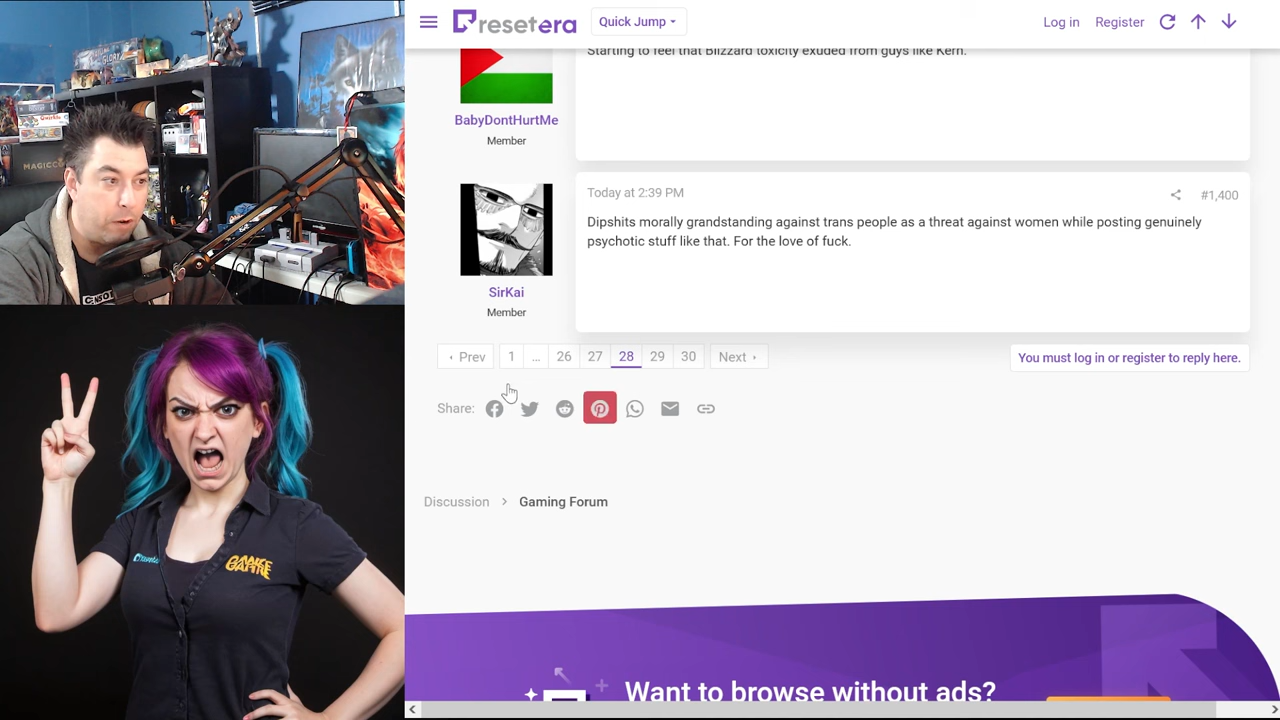 resetera
Quick Jump
Log in
Register
Starting to feel that Blizzard toxicity exuded from guys like Kern.
BabyDontHurtMe
Member
Today at 2:39 PM
#1,400
Dipshits morally grandstanding against trans people as a threat against women while posting genuinely
psychotic stuff like that. For the love of fuck.
SirKai
Member
Prev
1
...
26
27
28
29
30
Next
You must log in or register to reply here.
Share:
Discussion
Gaming Forum
Want to browse without ads?
GLORY
Qwirkle